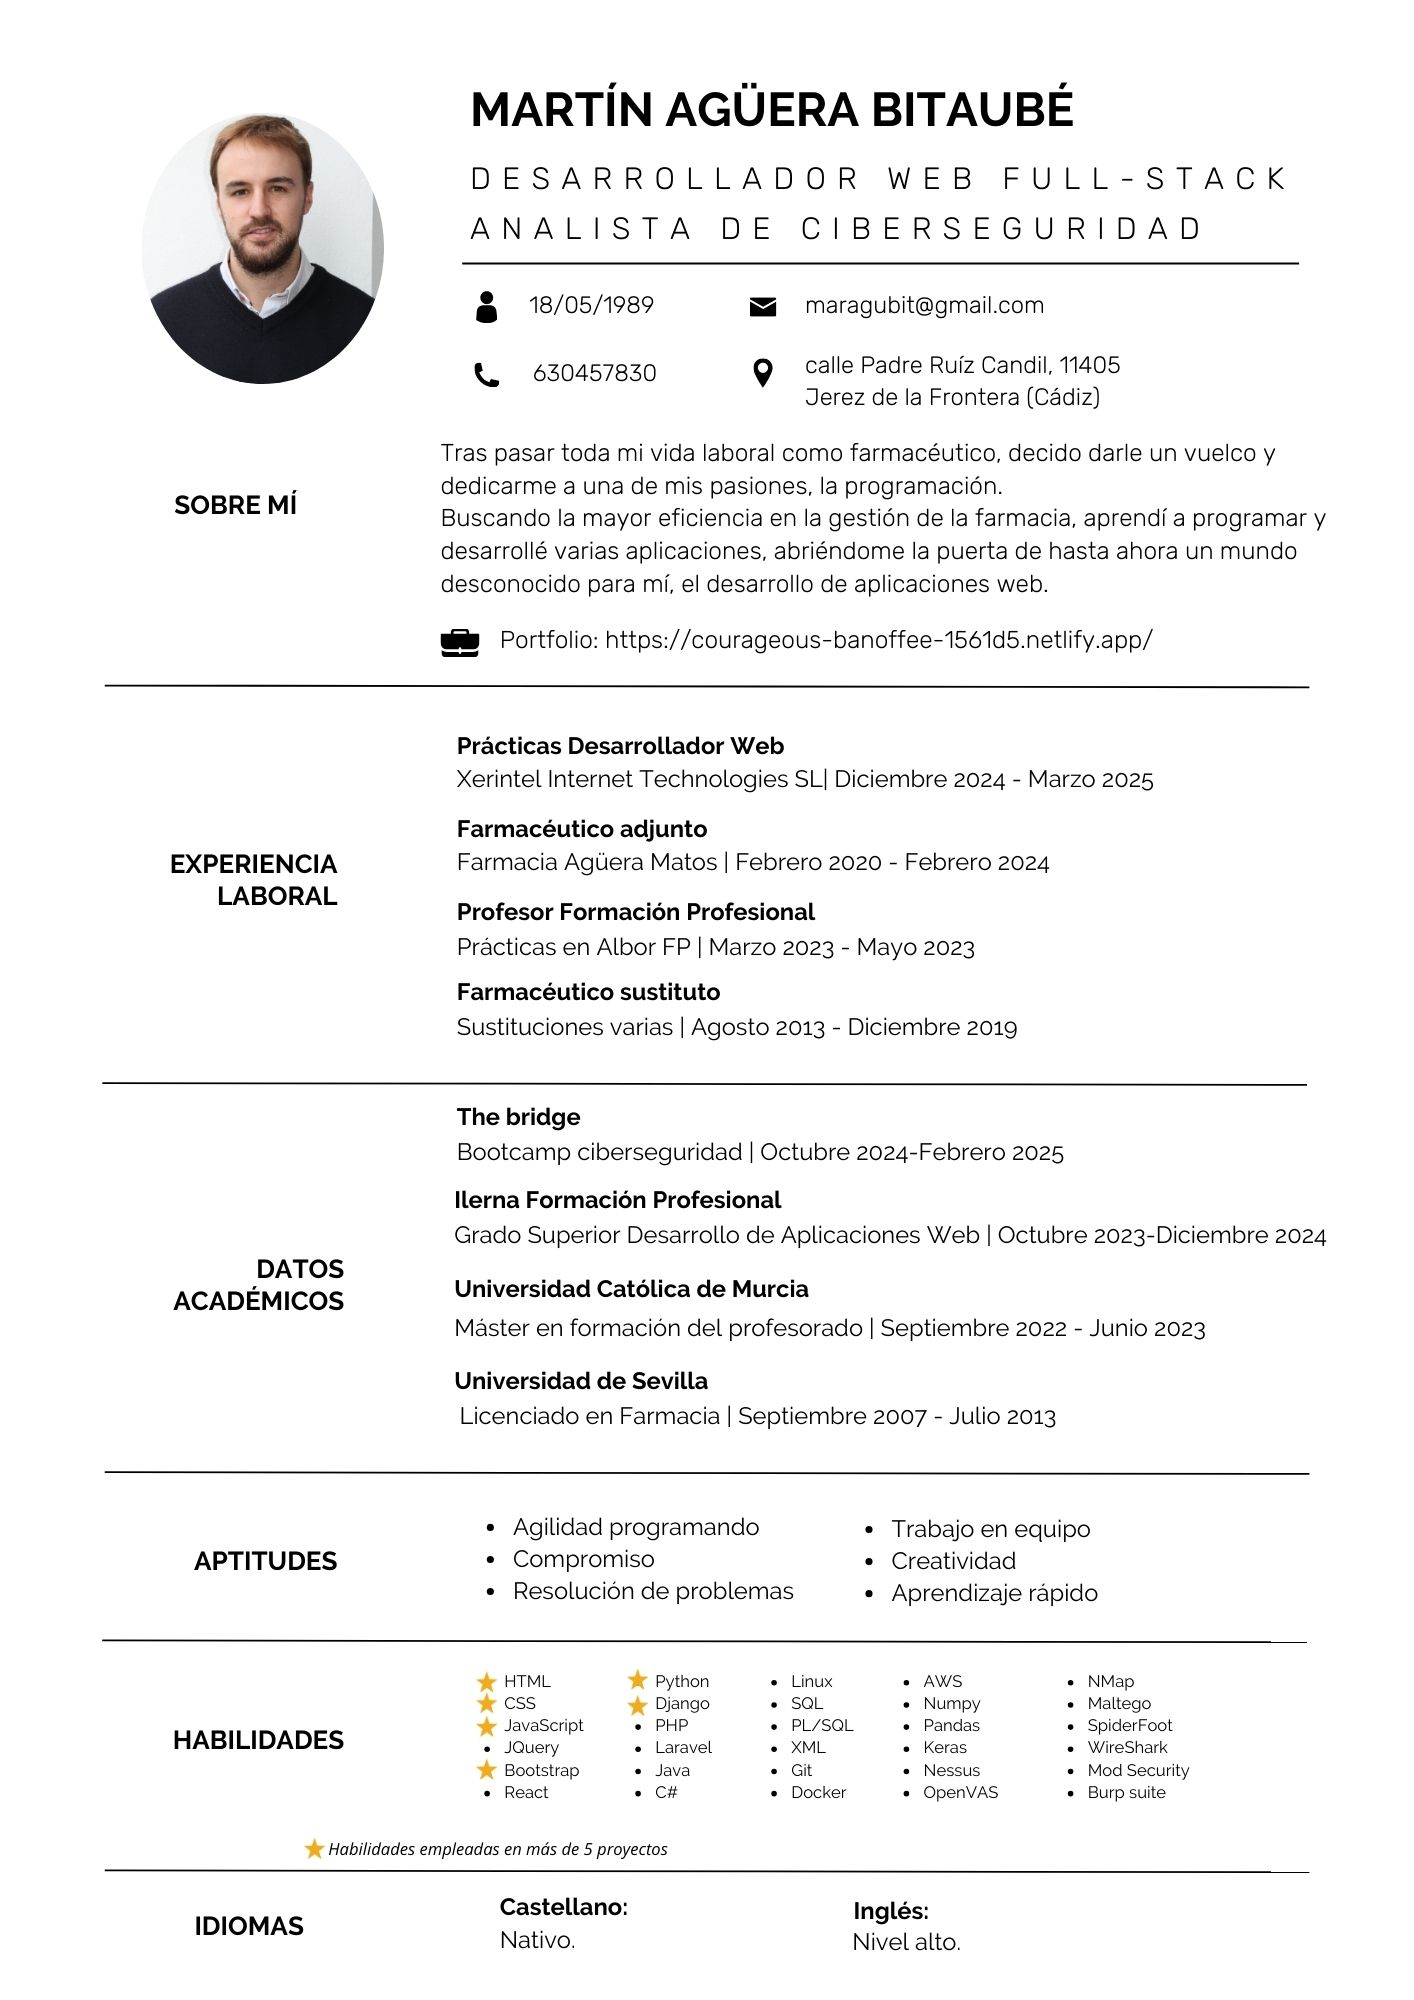 MARTÍN AGÜERA BITAUBÉ
DESARROLLADOR WEB FULL-STACK
ANALISTA DE CIBERSEGURIDAD
18/05/1989
maragubit@gmail.com
630457830
calle Padre Ruíz Candil, 11405
Jerez de la Frontera (Cádiz)
SOBRE MÍ
Tras pasar toda mi vida laboral como farmacéutico, decido darle un vuelco y
dedicarme a una de mis pasiones, la programación.
Buscando la mayor eficiencia en la gestión de la farmacia, aprendí a programar y
desarrollé varias aplicaciones, abriéndome la puerta de hasta ahora un mundo
desconocido para mí, el desarrollo de aplicaciones web.
Portfolio: https://courageous-banoffee-1561d5.netlify.app/
EXPERIENCIA
LABORAL
Prácticas Desarrollador Web
Xerintel Internet Technologies SL| Diciembre 2024 - Marzo 2025
Farmacéutico adjunto
Farmacia Agüera Matos | Febrero 2020 - Febrero 2024
Profesor Formación Profesional
Prácticas en Albor FP | Marzo 2023 - Mayo 2023
Farmacéutico sustituto
Sustituciones varias | Agosto 2013 - Diciembre 2019
DATOS
ACADÉMICOS
The bridge
Bootcamp ciberseguridad | Octubre 2024-Febrero 2025
Ilerna Formación Profesional
Grado Superior Desarrollo de Aplicaciones Web | Octubre 2023-Diciembre 2024
Universidad Católica de Murcia
Máster en formación del profesorado | Septiembre 2022 - Junio 2023
Universidad de Sevilla
Licenciado en Farmacia | Septiembre 2007 - Julio 2013
APTITUDES
• Agilidad programando
• Compromiso
• Resolución de problemas
• Trabajo en equipo
• Creatividad
• Aprendizaje rápido
HABILIDADES
HTML
CSS
JavaScript
• JQuery
Bootstrap
• React
Python
Django
• PHP
• Laravel
• Java
• C#
• Linux
• SQL
• PL/SQL
• XML
• Git
• Docker
• AWS
• Numpy
• Pandas
• Keras
• Nessus
• OpenVAS
• NMap
• Maltego
• SpiderFoot
• WireShark
• Mod Security
• Burp suite
Habilidades empleadas en más de 5 proyectos
IDIOMAS
Castellano:
Nativo.
Inglés:
Nivel alto.